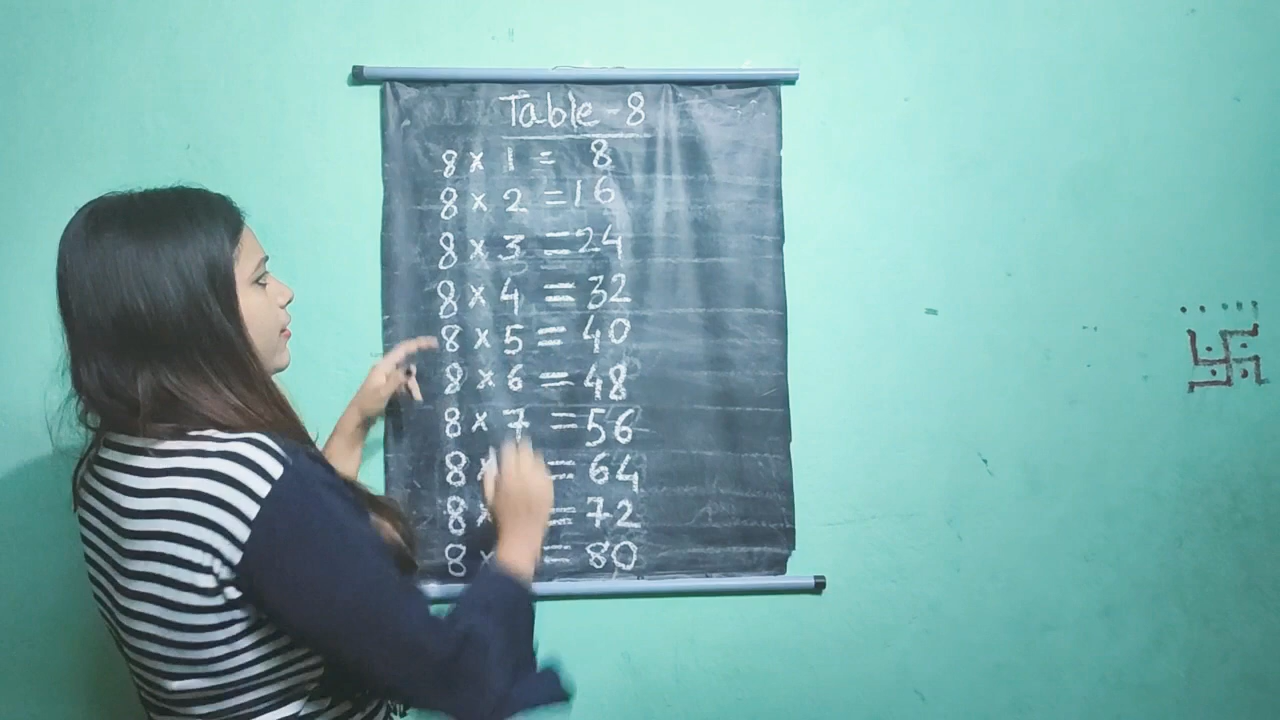 Table - 8
8 × 1 = 8
8 × 2 = 16
8 × 3 = 24
8 × 4 = 32
8 × 5 = 40
8 × 6 = 48
8 × 7 = 56
8 × = 64
8 × = 72
8 × = 80